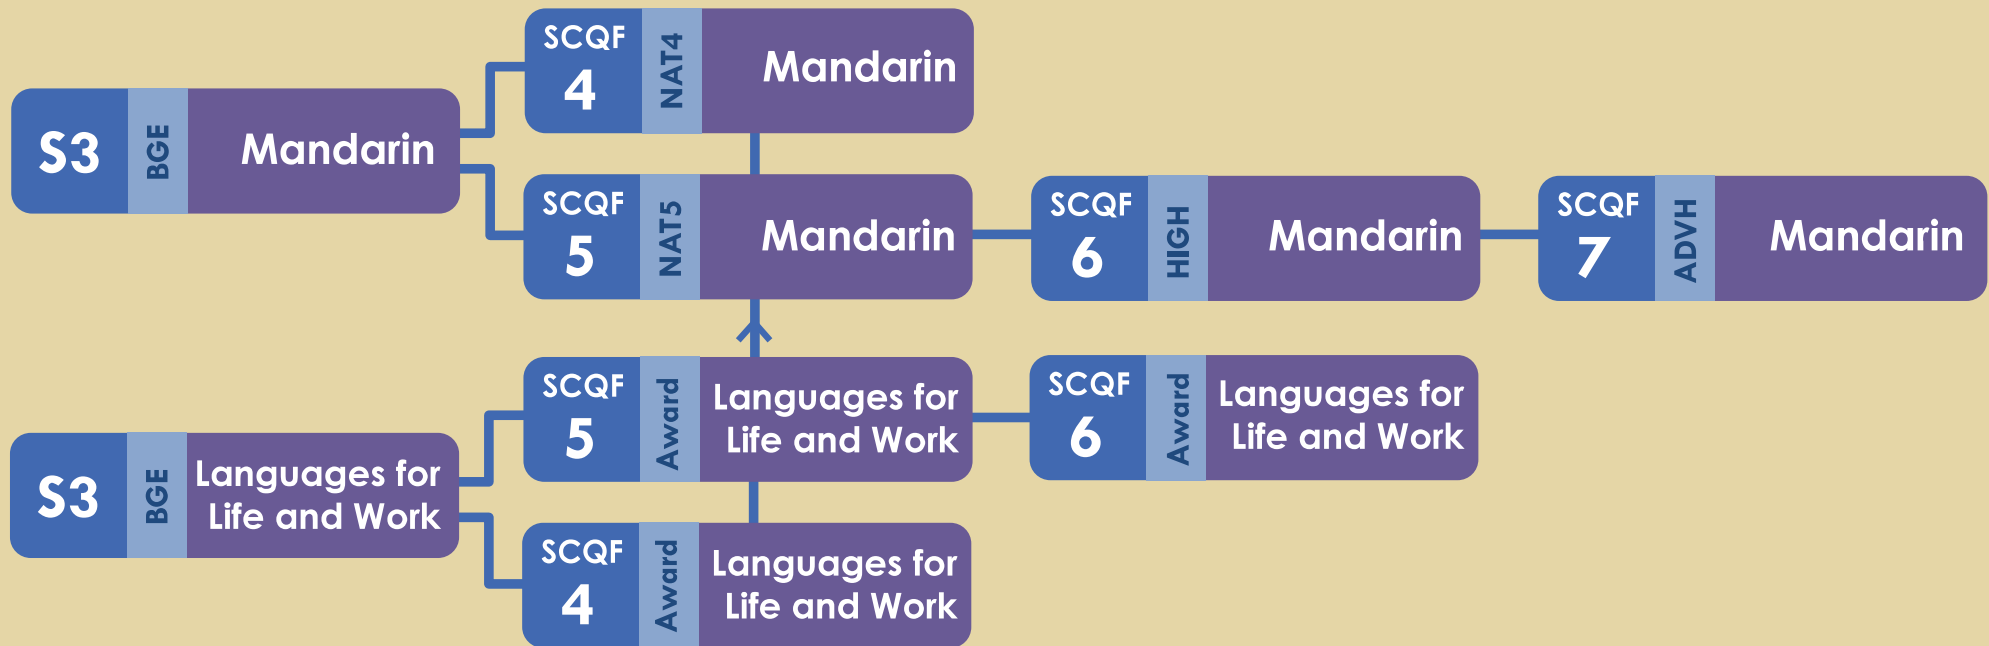 SCQF
4
NAT4
Mandarin
S3
BGE
Mandarin
SCQF
5
NAT5
Mandarin
SCQF
6
HIGH
Mandarin
SCQF
7
ADVH
Mandarin
SCQF
5
Award
Languages for
Life and Work
SCQF
6
Award
Languages for
Life and Work
S3
BGE
Languages for
Life and Work
SCQF
4
Award
Languages for
Life and Work